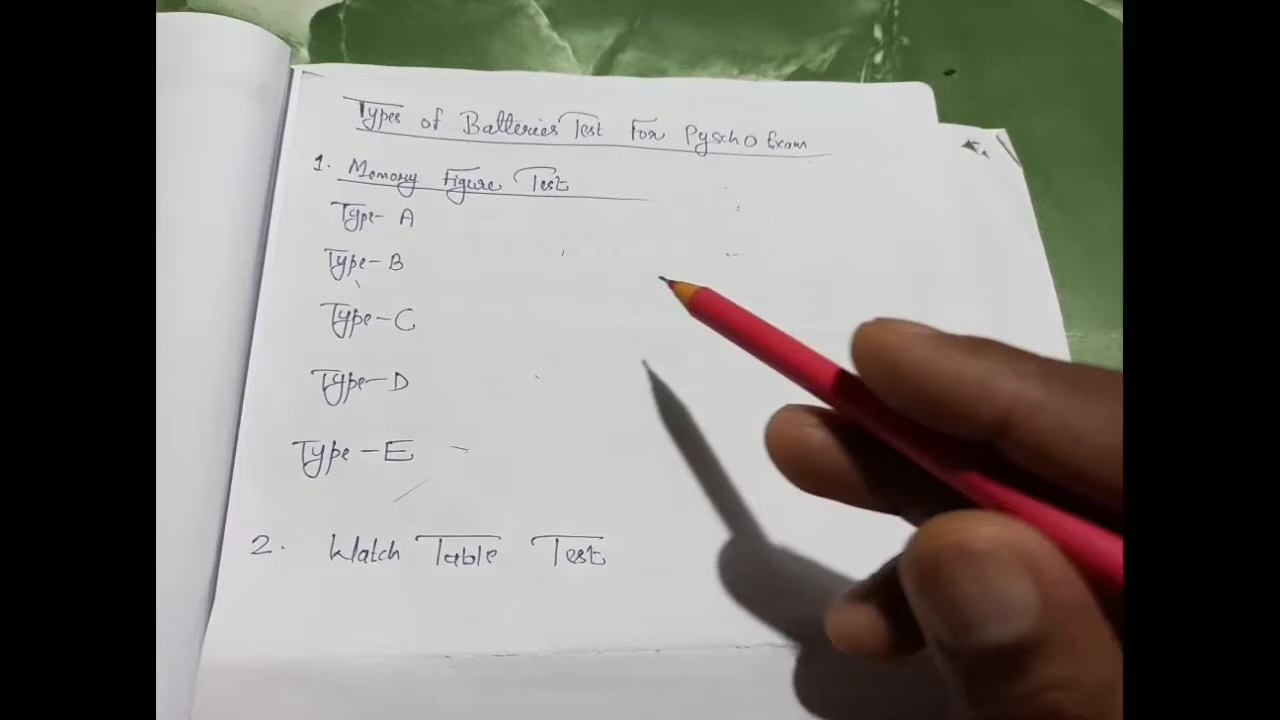 Types of Batteries Test For Pyscho Exam
1. Memory Figure Test
Type- A
Type- B
Type- C
Type- D
Type - E
2. Watch Table Test